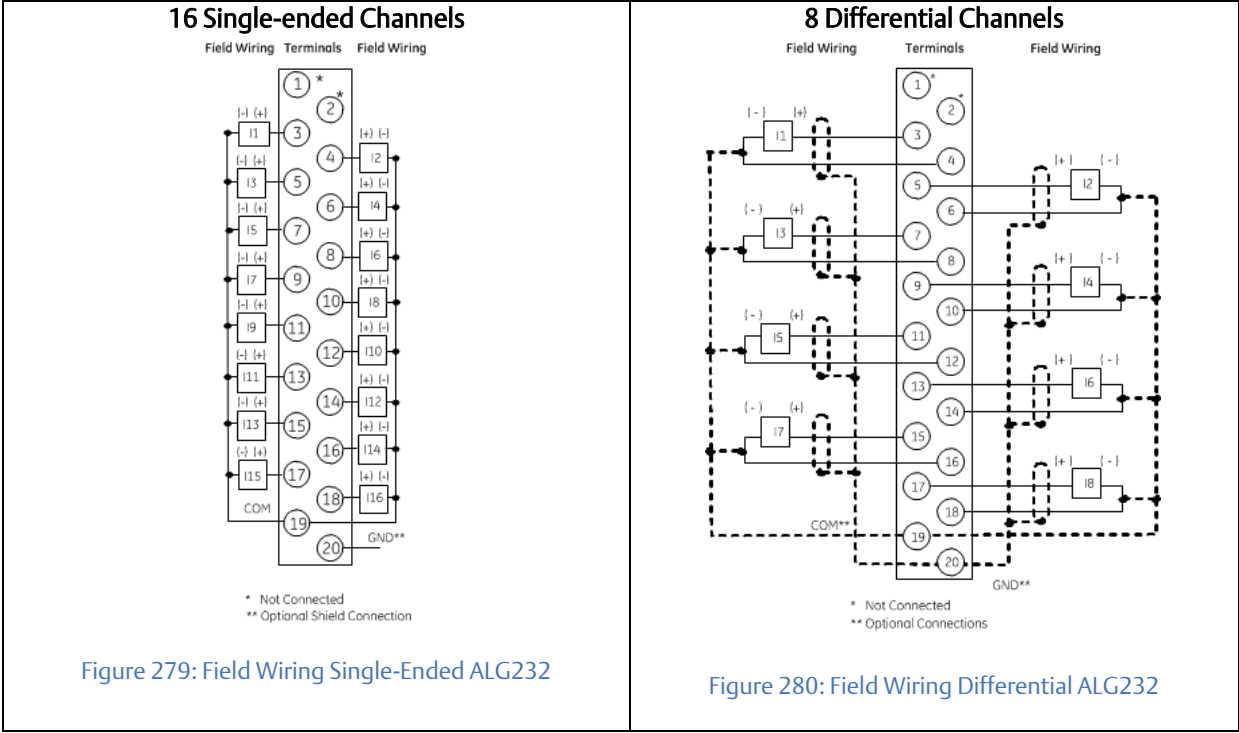 16 Single-ended Channels
Field Wiring Terminals Field Wiring
1 *
2 *
(-) (+)
I1 3
(+) (-)
4 I2
(-) (+)
I3 5
(+) (-)
6 I4
(-) (+)
I5 7
(+) (-)
8 I6
(-) (+)
I7 9
(+) (-)
10 I8
(-) (+)
I9 11
(+) (-)
12 I10
(-) (+)
I11 13
(+) (-)
14 I12
(-) (+)
I13 15
(+) (-)
16 I14
(-) (+)
I15 17
(+) (-)
18 I16
COM
19
GND**
20
* Not Connected
** Optional Shield Connection
Figure 279: Field Wiring Single-Ended ALG232
8 Differential Channels
Field Wiring Terminals Field Wiring
1 *
2 *
(-) (+)
I1 3
4
(+) (-)
5 I2
6
(-) (+)
I3 7
8
(+) (-)
9 I4
10
(-) (+)
I5 11
12
(+) (-)
13 I6
14
(-) (+)
I7 15
16
(+) (-)
17 I8
18
COM**
19
20
GND**
* Not Connected
** Optional Connections
Figure 280: Field Wiring Differential ALG232